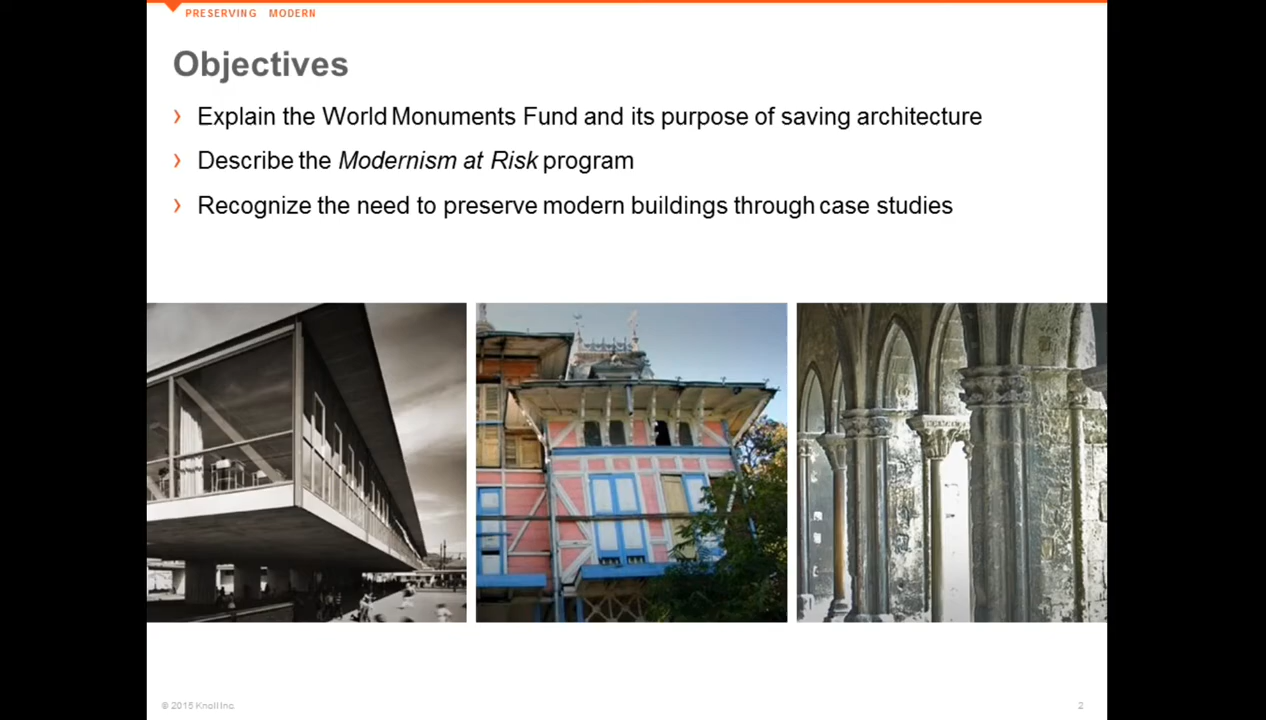 PRESERVING MODERN
Objectives
› Explain the World Monuments Fund and its purpose of saving architecture
› Describe the Modernism at Risk program
› Recognize the need to preserve modern buildings through case studies
© 2015 Knoll Inc.
2